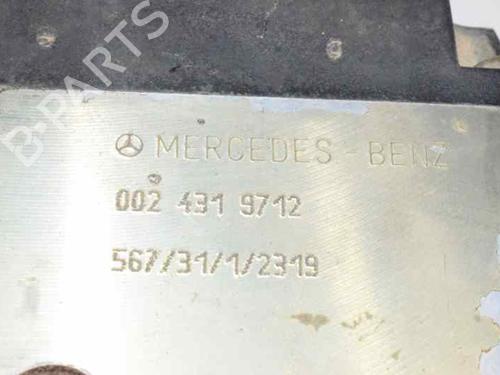 B-PARTS
MERCEDES-BENZ
002 431 9712
567/31/1/2319